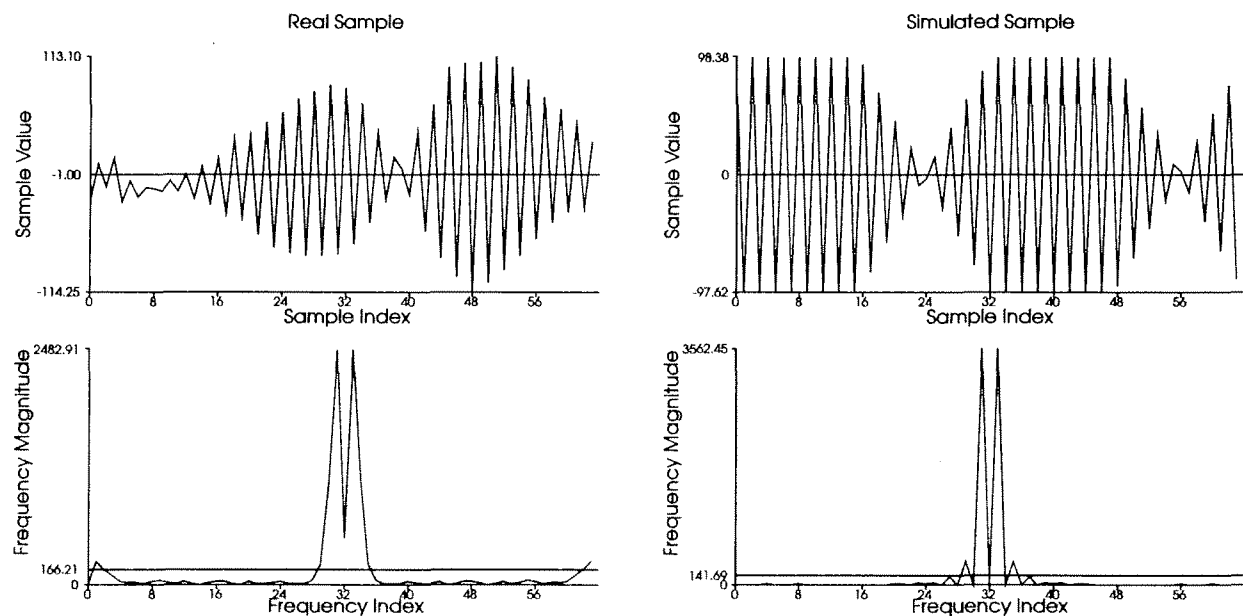 Real Sample
113.10
-1.00
-114.25
Sample Value
0 8 16 24 32 40 48 56
Sample Index
Simulated Sample
98.38
0
-97.62
Sample Value
0 8 16 24 32 40 48 56
Sample Index
2482.91
166.21
0
Frequency Magnitude
0 8 16 24 32 40 48 56
Frequency Index
3562.45
141.69
0
Frequency Magnitude
0 8 16 24 32 40 48 56
Frequency Index